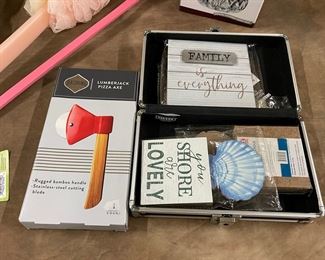 LUMBERJACK
PIZZA AXE
-Rugged bamboo handle
-Stainless-steel cutting
blade
FAMILY
is
everything
you
SHORE
are
LOVELY